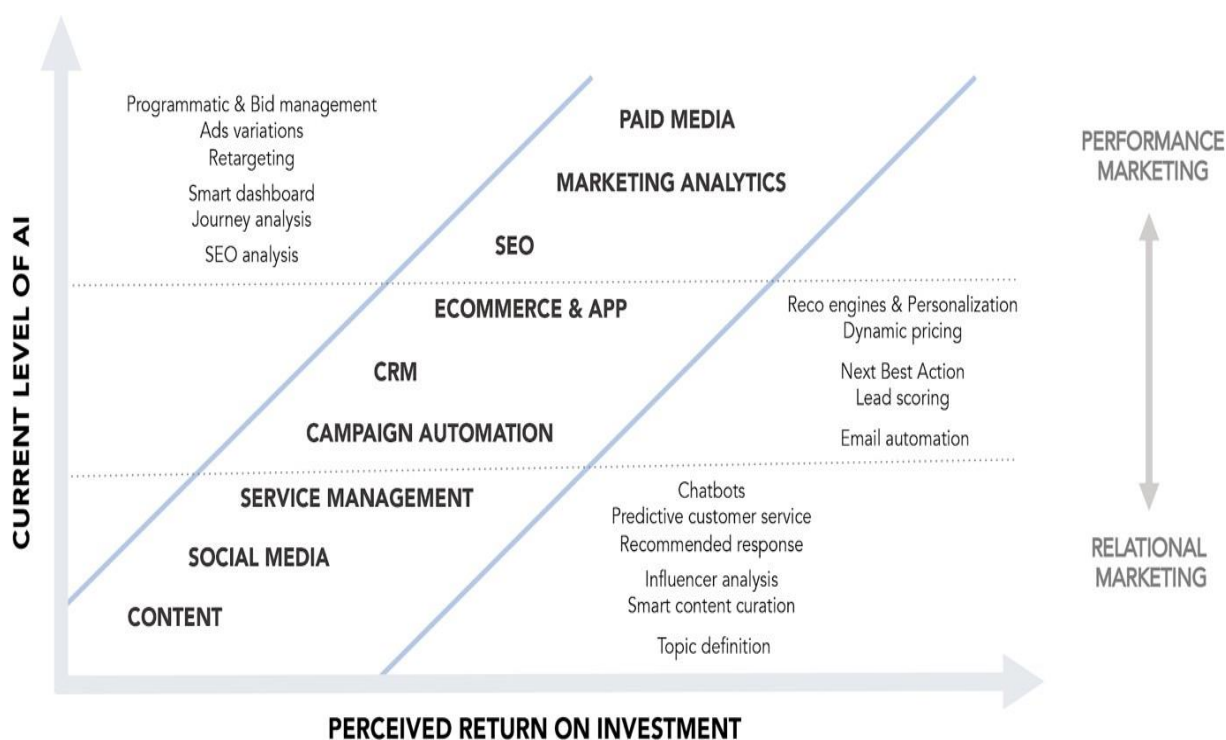 Programmatic & Bid management
Ads variations
Retargeting
Smart dashboard
Journey analysis
SEO analysis
PAID MEDIA
MARKETING ANALYTICS
SEO
ECOMMERCE & APP
CRM
CAMPAIGN AUTOMATION
Reco engines & Personalization
Dynamic pricing
Next Best Action
Lead scoring
Email automation
SERVICE MANAGEMENT
SOCIAL MEDIA
CONTENT
Chatbots
Predictive customer service
Recommended response
Influencer analysis
Smart content curation
Topic definition
PERFORMANCE
MARKETING
RELATIONAL
MARKETING
CURRENT LEVEL OF AI
PERCEIVED RETURN ON INVESTMENT